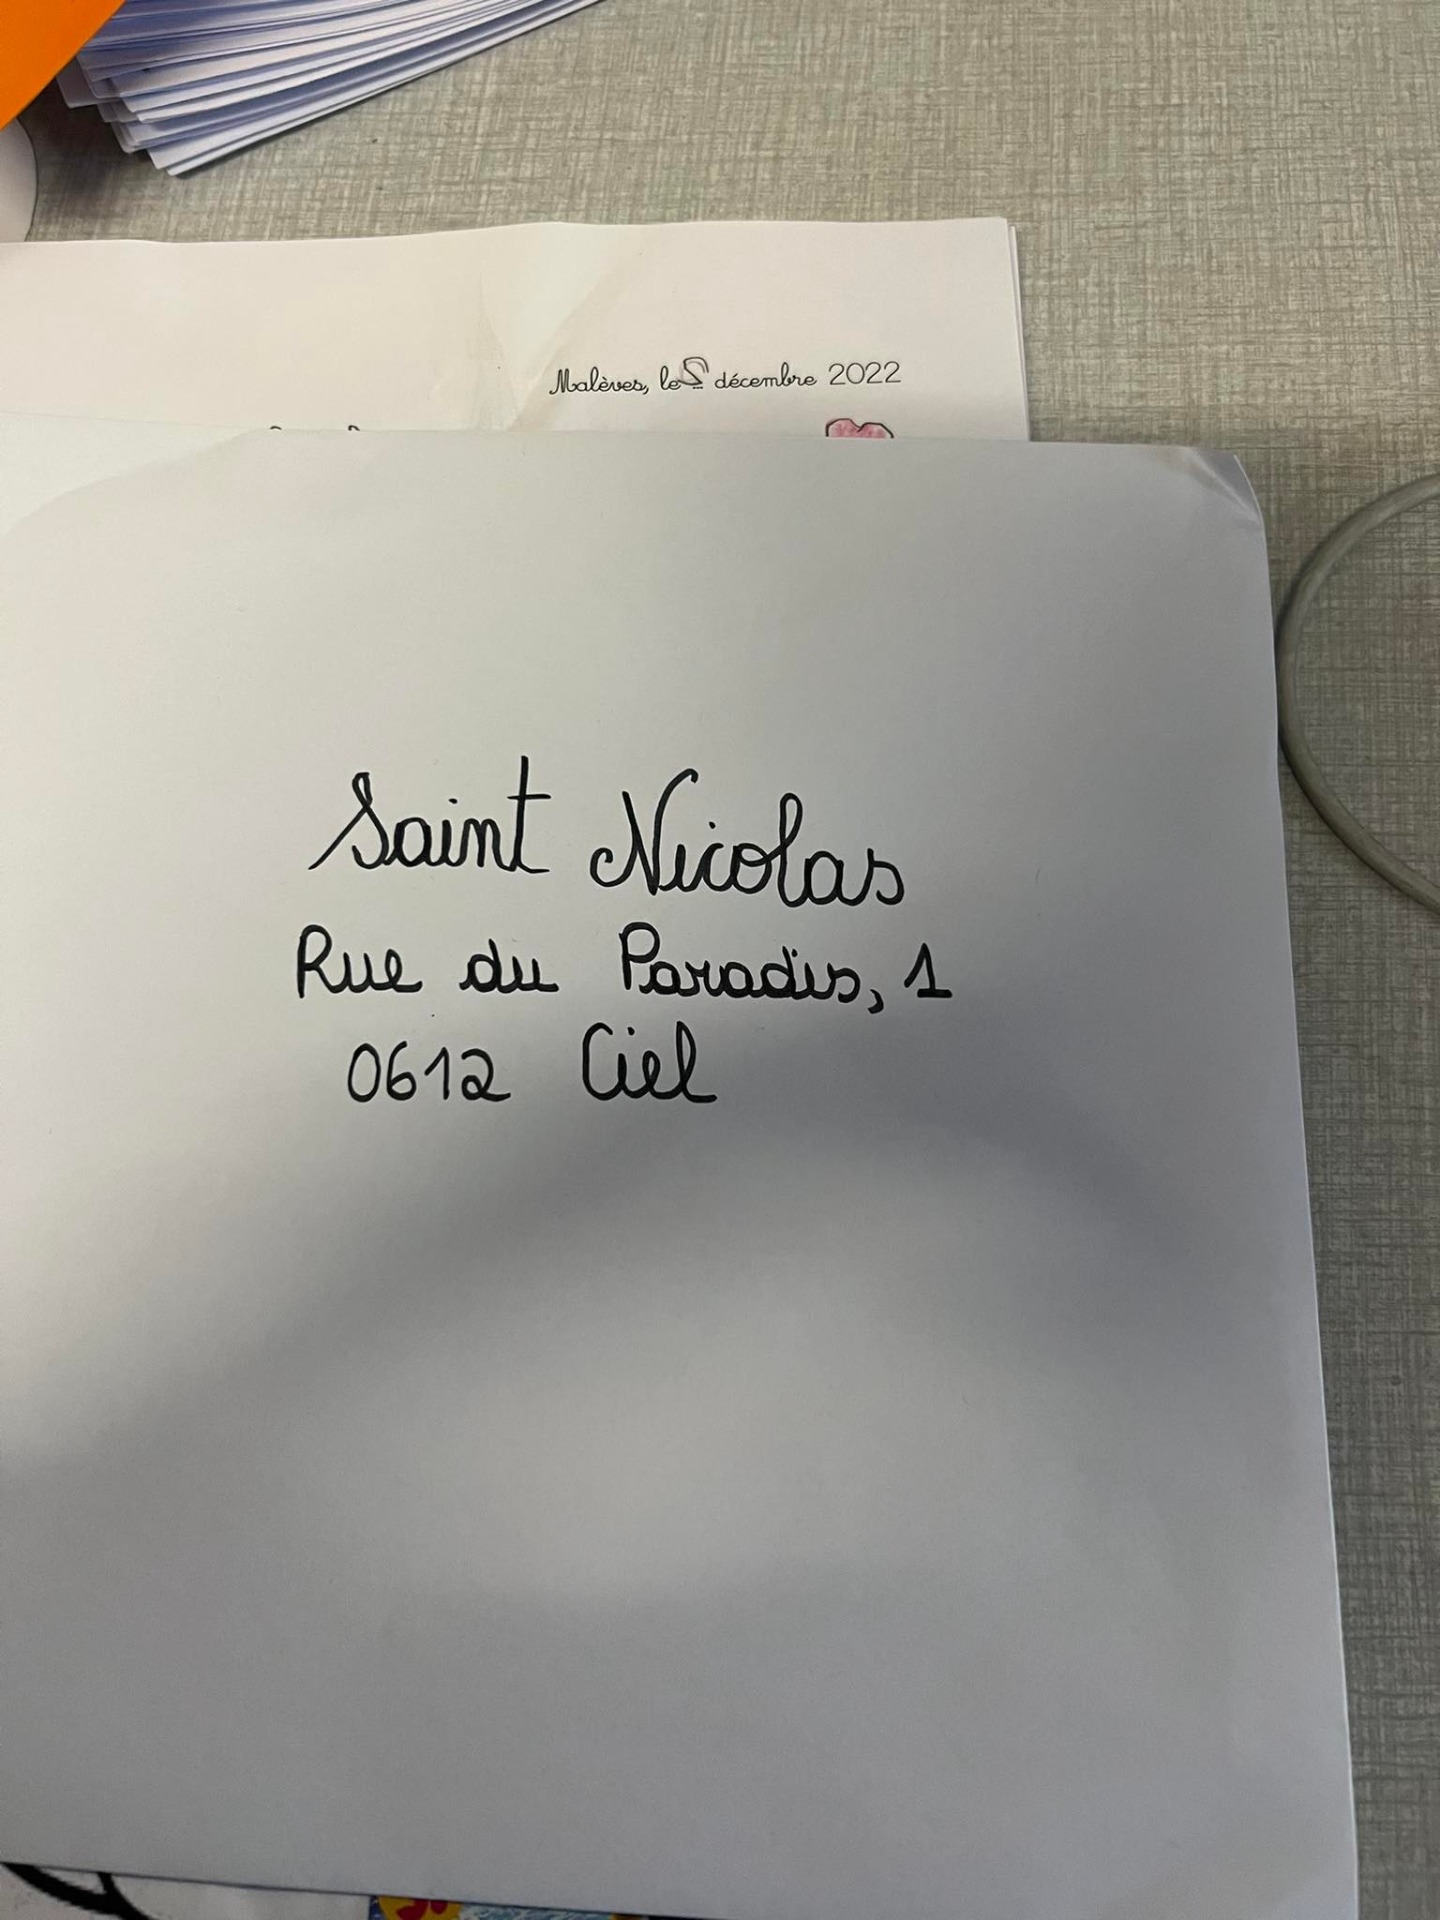 Malèves, le 2 décembre 2022
Saint Nicolas
Rue du Paradis, 1
0612 Ciel